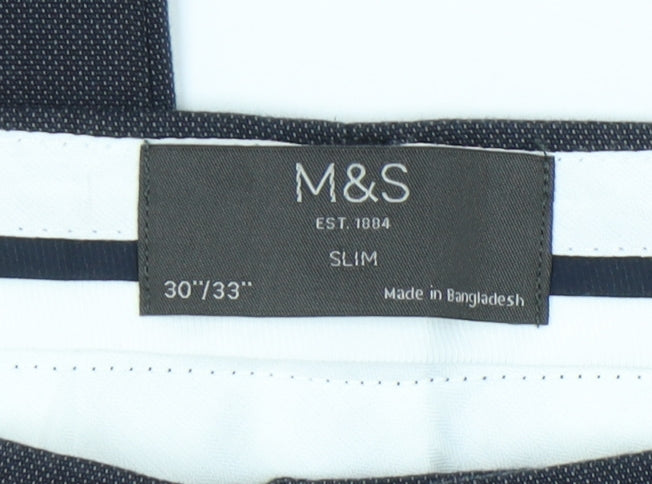 M&S
EST. 1884
SLIM
30"/33"
Made in Bangladesh